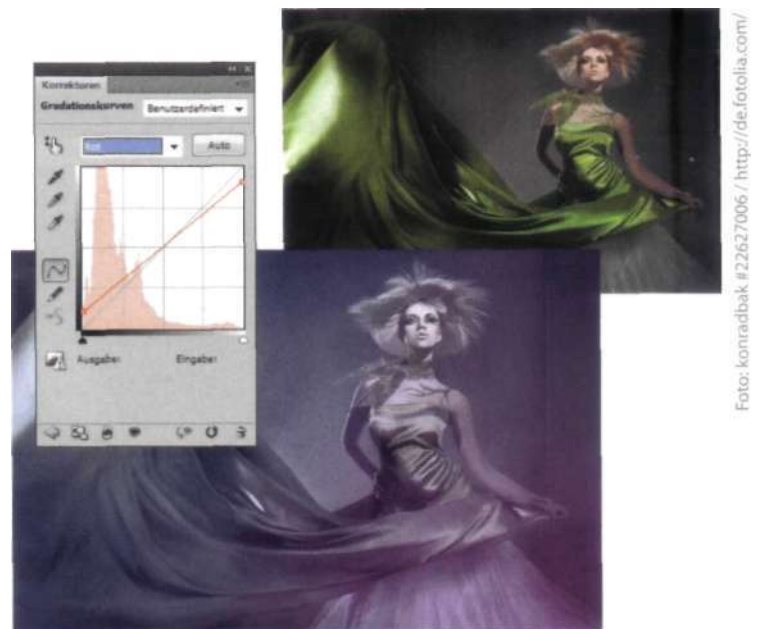 Korrekturen
Gradationskurven Benutzerdefiniert
Rot Auto
Ausgabe: Eingabe:
Foto: konradbak #22627006 / http://de.fotolia.com/